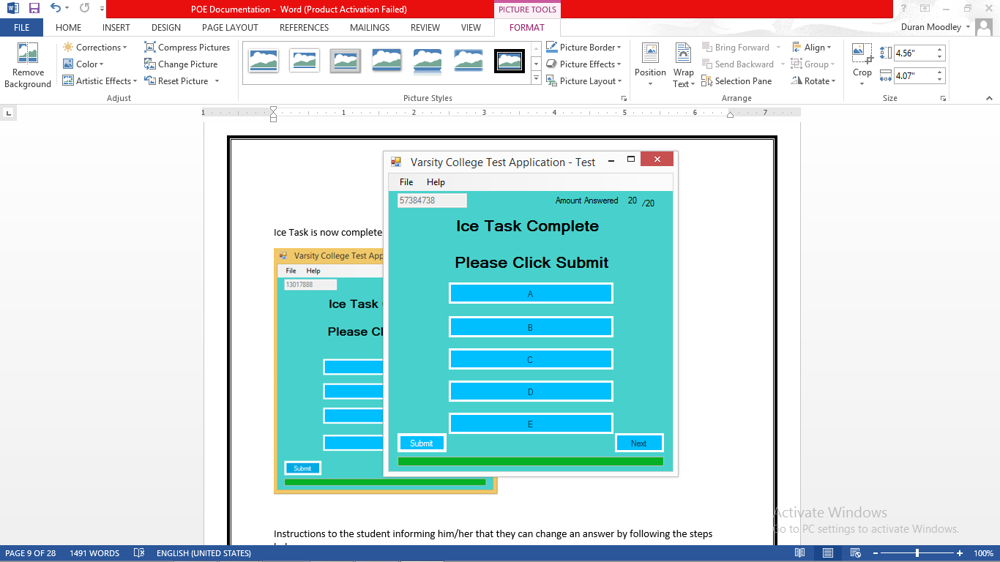 POE Documentation - Word (Product Activation Failed)
PICTURE TOOLS
FILE HOME INSERT DESIGN PAGE LAYOUT REFERENCES MAILINGS REVIEW VIEW FORMAT
Duran Moodley
Remove Background
Corrections
Color
Artistic Effects
Compress Pictures
Change Picture
Reset Picture
Adjust
Picture Styles
Picture Border
Picture Effects
Picture Layout
Position
Wrap Text
Bring Forward
Send Backward
Selection Pane
Align
Group
Rotate
Arrange
Crop
4.56"
4.07"
Size
1 1 2 3 4 5 6 7
Ice Task is now complete
Varsity College Test App
File Help
13017888
Ice Task
Please Cl
Submit
Varsity College Test Application - Test
File Help
57384738
Amount Answered 20 /20
Ice Task Complete
Please Click Submit
A
B
C
D
E
Submit
Next
Instructions to the student informing him/her that they can change an answer by following the steps
Activate Windows
Go to PC settings to activate Windows.
PAGE 9 OF 28 1491 WORDS ENGLISH (UNITED STATES)
100%